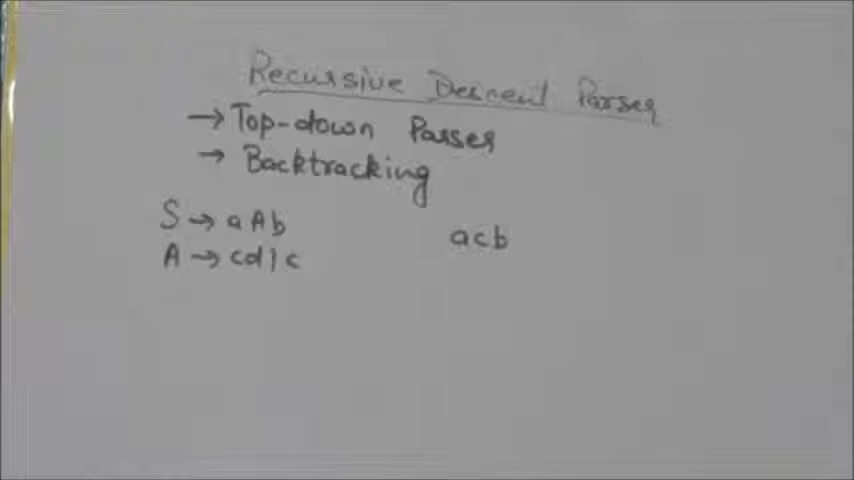 Recursive Descent Parser
→ Top-down Parser
→ Backtracking
S → aAb
acb
A → cd|c